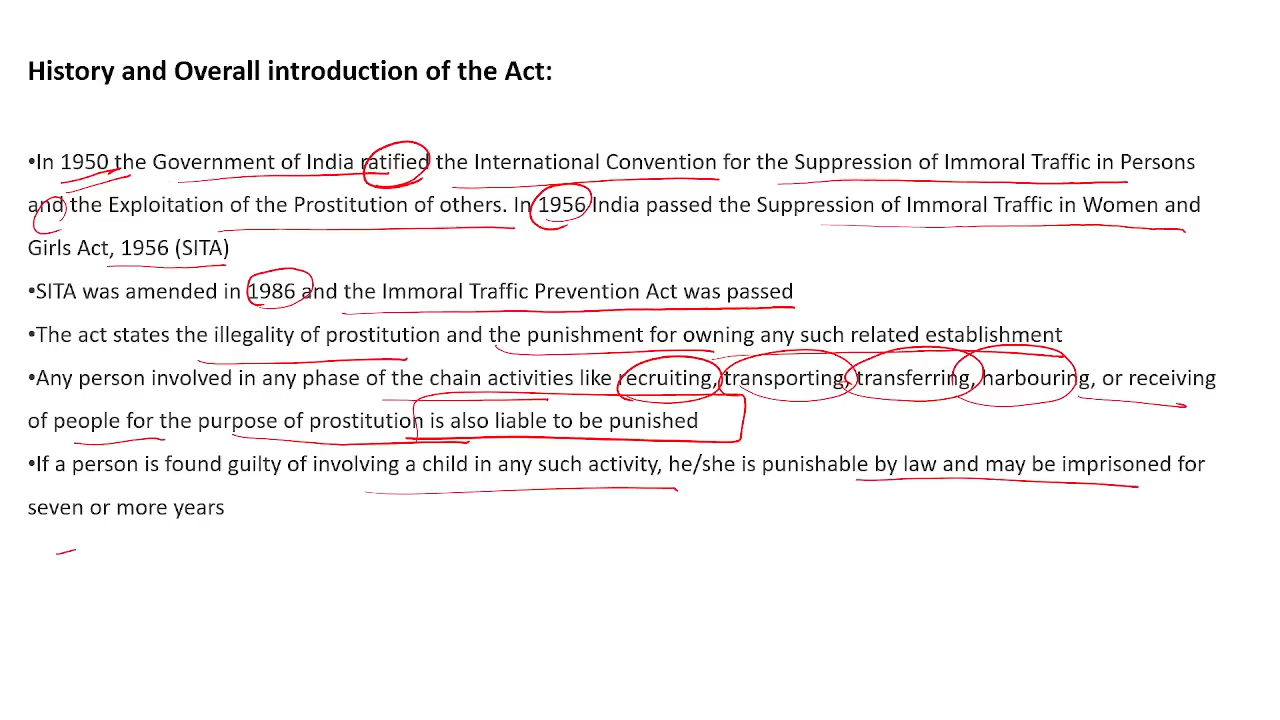 History and Overall introduction of the Act:
•In 1950 the Government of India ratified the International Convention for the Suppression of Immoral Traffic in Persons
and the Exploitation of the Prostitution of others. In 1956 India passed the Suppression of Immoral Traffic in Women and
Girls Act, 1956 (SITA)
•SITA was amended in 1986 and the Immoral Traffic Prevention Act was passed
•The act states the illegality of prostitution and the punishment for owning any such related establishment
•Any person involved in any phase of the chain activities like recruiting, transporting, transferring, harbouring, or receiving
of people for the purpose of prostitution is also liable to be punished
•If a person is found guilty of involving a child in any such activity, he/she is punishable by law and may be imprisoned for
seven or more years